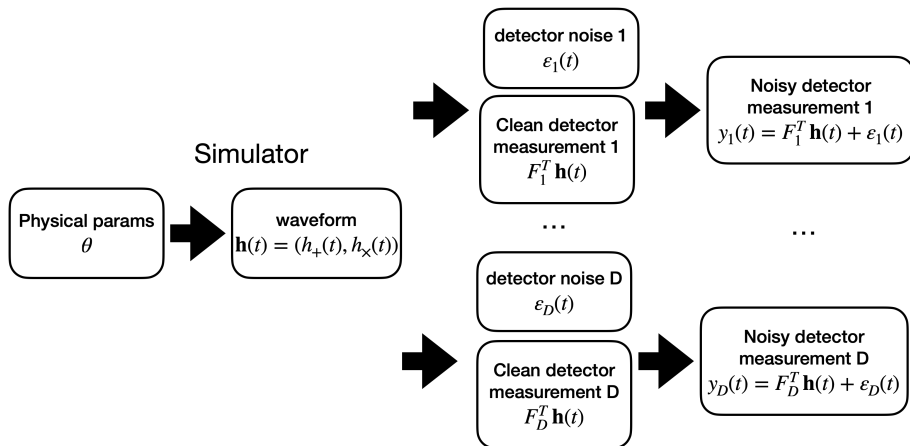 Simulator
Physical params
θ
waveform
𝐡(t) = (h₊(t), hₓ(t))
detector noise 1
ε₁(t)
Clean detector
measurement 1
F₁ᵀ 𝐡(t)
...
detector noise D
ε_D(t)
Clean detector
measurement D
F_Dᵀ 𝐡(t)
Noisy detector
measurement 1
y₁(t) = F₁ᵀ 𝐡(t) + ε₁(t)
...
Noisy detector
measurement D
y_D(t) = F_Dᵀ 𝐡(t) + ε_D(t)